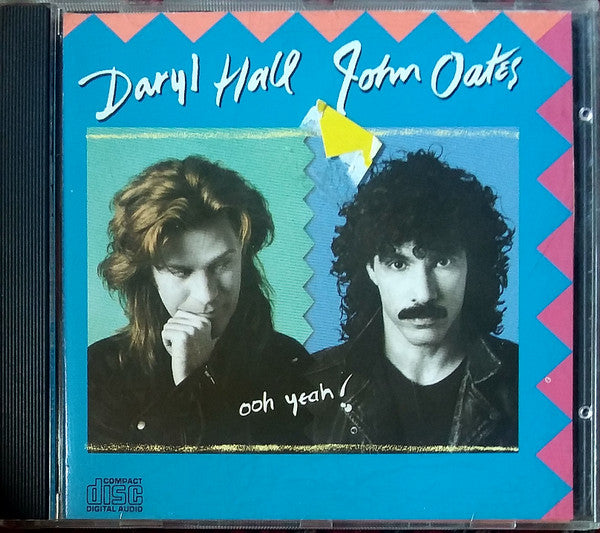 Daryl Hall John Oates
ooh yeah!
COMPACT
disc
DIGITAL AUDIO